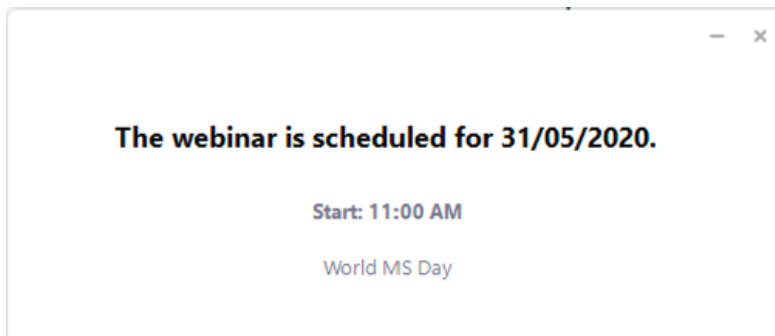 The webinar is scheduled for 31/05/2020.
Start: 11:00 AM
World MS Day